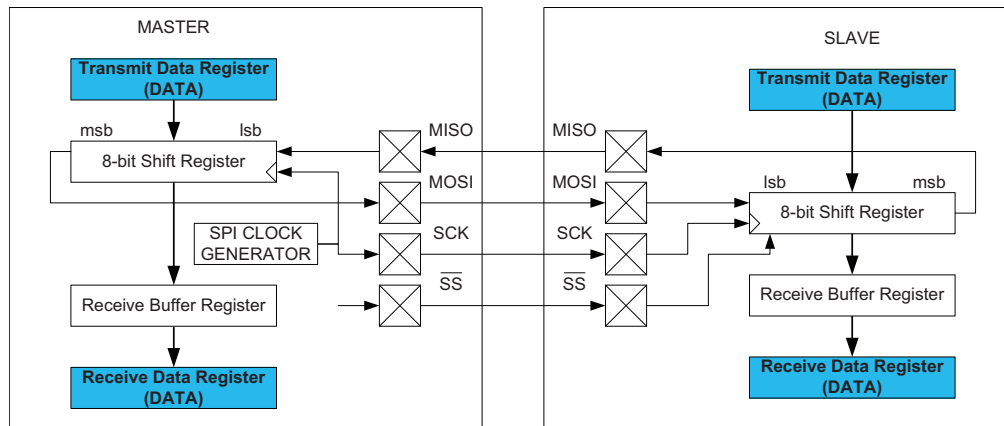 MASTER
Transmit Data Register
(DATA)
msb
lsb
8-bit Shift Register
SPI CLOCK
GENERATOR
Receive Buffer Register
Receive Data Register
(DATA)
MISO
MOSI
SCK
SS
MISO
MOSI
SCK
SS
SLAVE
Transmit Data Register
(DATA)
lsb
msb
8-bit Shift Register
Receive Buffer Register
Receive Data Register
(DATA)